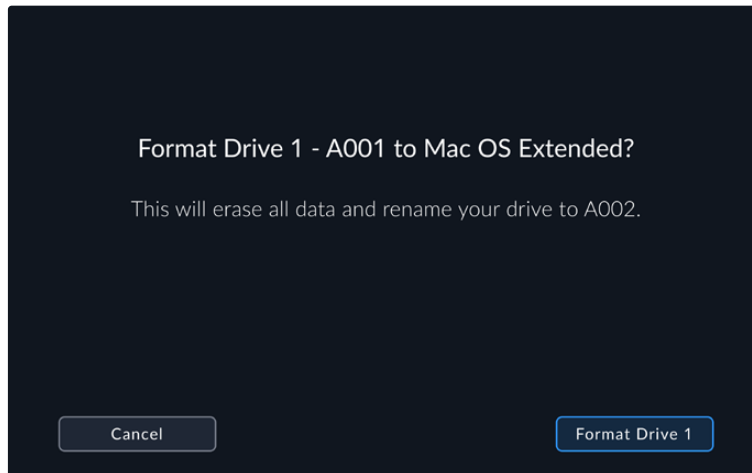 Format Drive 1 - A001 to Mac OS Extended?
This will erase all data and rename your drive to A002.
Cancel
Format Drive 1